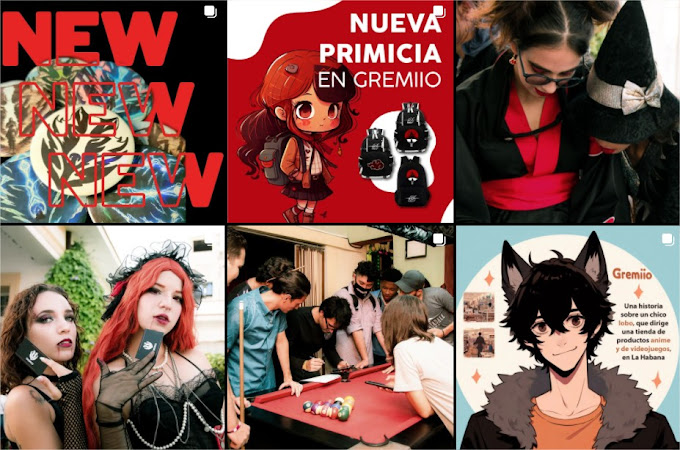 NEW
NEW
NEW
NUEVA
PRIMICIA
EN GREMIIO
Gremiio
Una historia
sobre un chico
lobo, que dirige
una tienda de
productos anime
y de videojuegos,
en La Habana